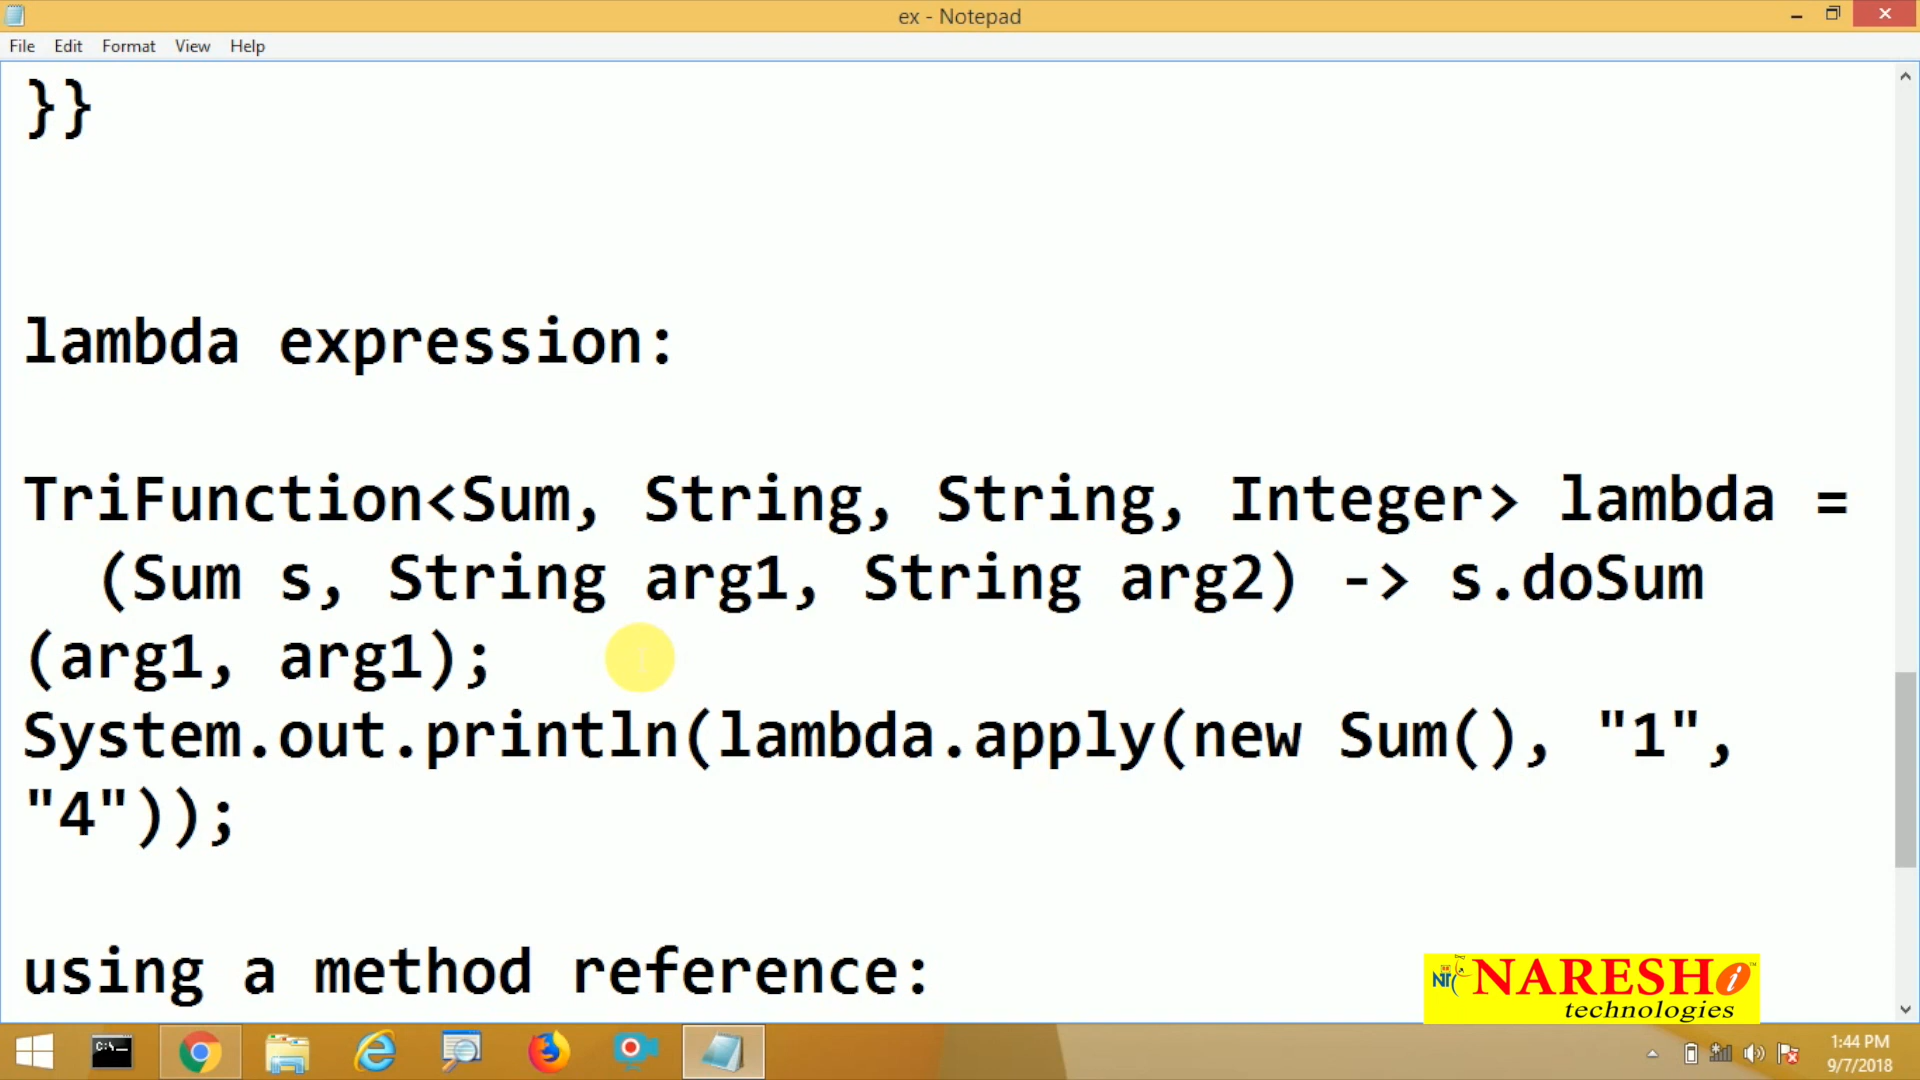 ex - Notepad
File Edit Format View Help
}}
lambda expression:
TriFunction<Sum, String, String, Integer> lambda =
(Sum s, String arg1, String arg2) -> s.doSum
(arg1, arg1);
System.out.println(lambda.apply(new Sum(), "1",
"4"));
using a method reference:
NARESH i
technologies
1:44 PM
9/7/2018